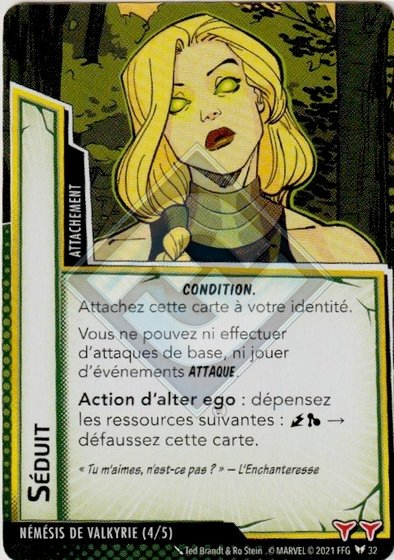 ATTACHEMENT
SÉDUIT
CONDITION.
Attachez cette carte à votre identité.
Vous ne pouvez ni effectuer
d'attaques de base, ni jouer
d'événements ATTAQUE.
Action d'alter ego : dépensez
les ressources suivantes : →
défaussez cette carte.
« Tu m'aimes, n'est-ce pas ? » – L'Enchanteresse
NÉMÉSIS DE VALKYRIE (4/5)
Ted Brandt & Ro Stein . © MARVEL © 2021 FFG 32